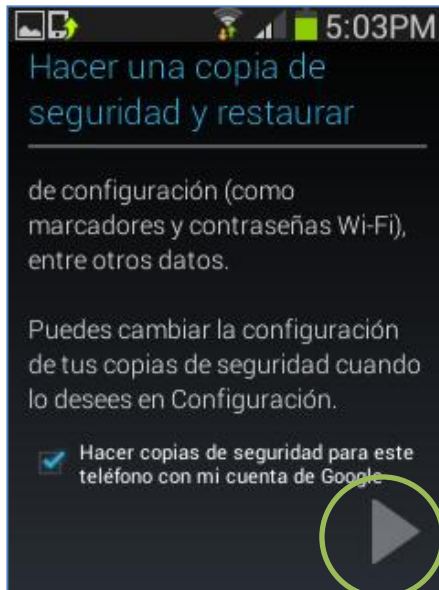 5:03PM
Hacer una copia de
seguridad y restaurar
de configuración (como
marcadores y contraseñas Wi-Fi),
entre otros datos.
Puedes cambiar la configuración
de tus copias de seguridad cuando
lo desees en Configuración.
Hacer copias de seguridad para este
teléfono con mi cuenta de Google